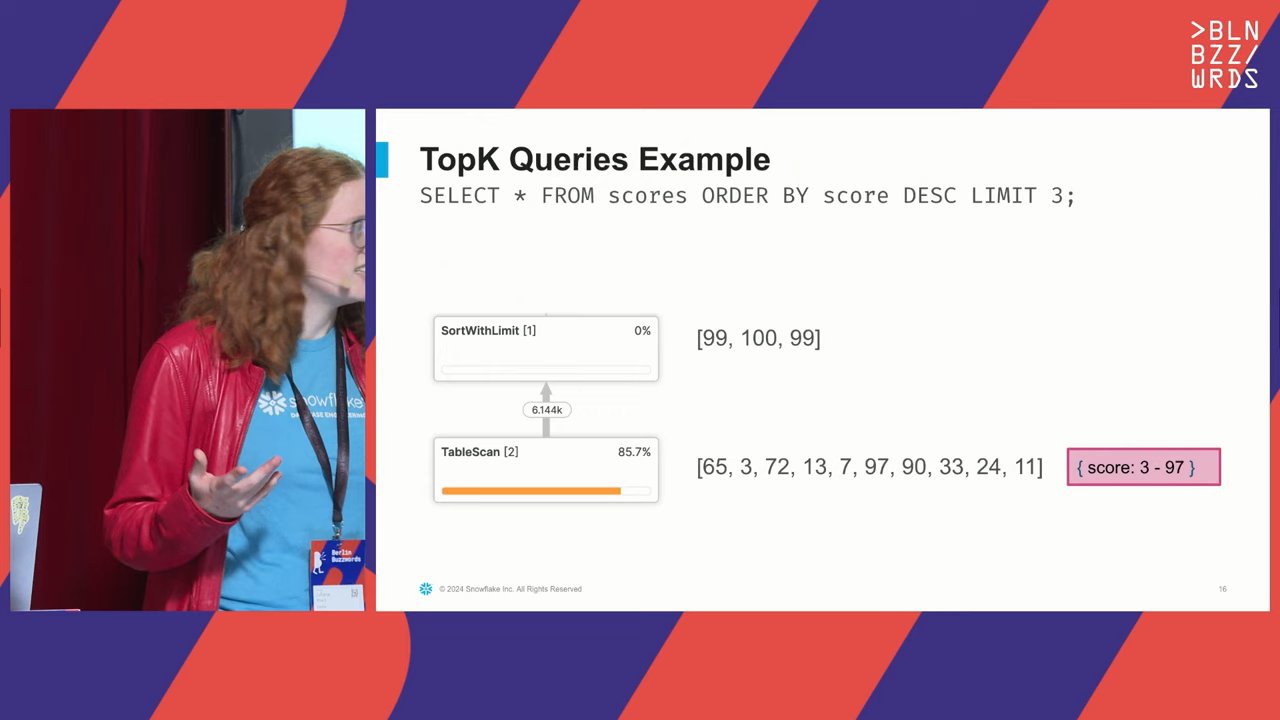 >BLN
BZZ/
WRDS
TopK Queries Example
SELECT * FROM scores ORDER BY score DESC LIMIT 3;
SortWithLimit [1] 0%
[99, 100, 99]
6.144k
TableScan [2] 85.7%
[65, 3, 72, 13, 7, 97, 90, 33, 24, 11]
{ score: 3 - 97 }
© 2024 Snowflake Inc. All Rights Reserved
16
snowflake
Berlin
Buzzwords